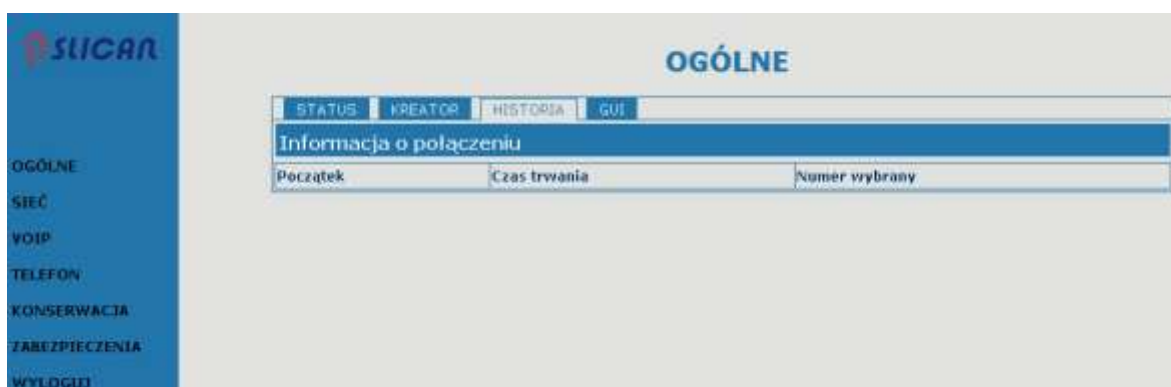 SLICAN
OGÓLNE
SIEĆ
VOIP
TELEFON
KONSERWACJA
ZABEZPIECZENIA
WYLOGUJ
OGÓLNE
STATUS KREATOR HISTORIA GUI
Informacja o połączeniu
Początek Czas trwania Numer wybrany